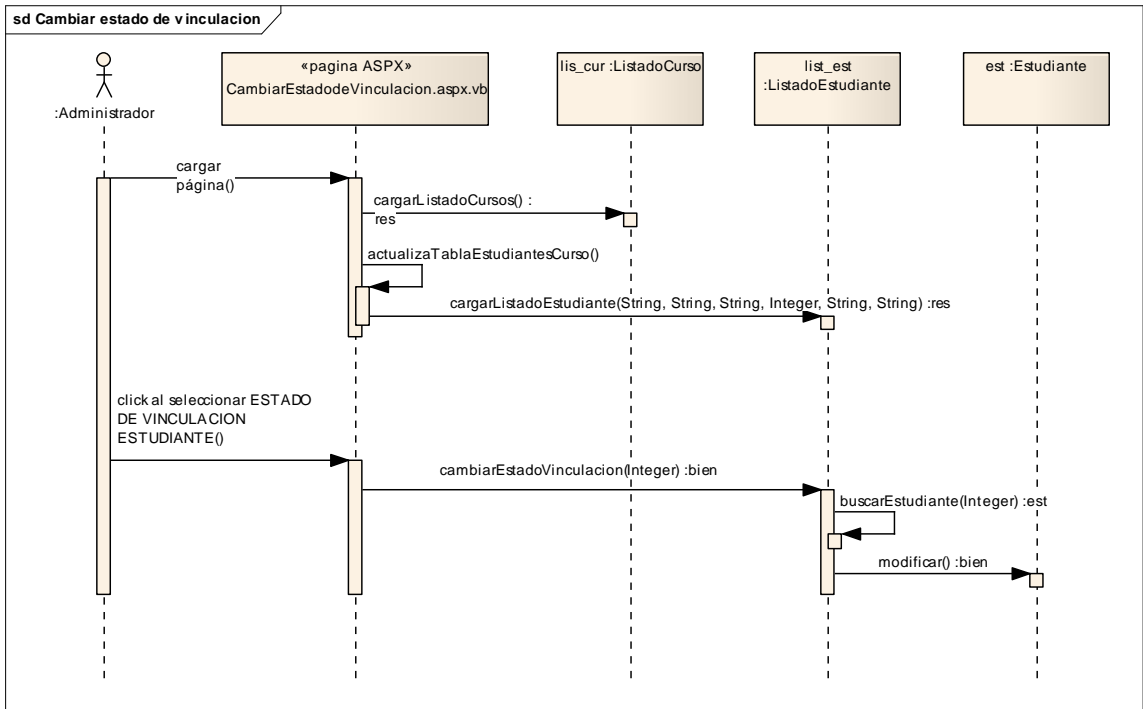 sd Cambiar estado de vinculacion
:Administrador
«pagina ASPX»
CambiarEstadodeVinculacion.aspx.vb
lis_cur :ListadoCurso
list_est
:ListadoEstudiante
est :Estudiante
cargar
página()
cargarListadoCursos() :
res
actualizaTablaEstudiantesCurso()
cargarListadoEstudiante(String, String, String, Integer, String, String) :res
click al seleccionar ESTADO
DE VINCULACION
ESTUDIANTE()
cambiarEstadoVinculacion(Integer) :bien
buscarEstudiante(Integer) :est
modificar() :bien